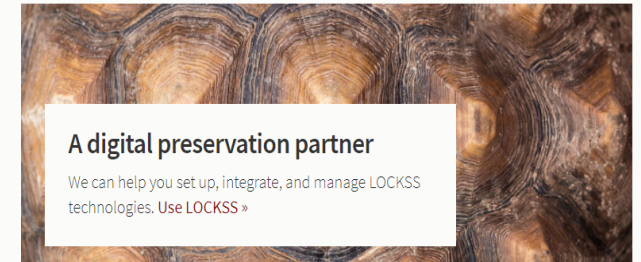 A digital preservation partner
We can help you set up, integrate, and manage LOCKSS
technologies. Use LOCKSS »